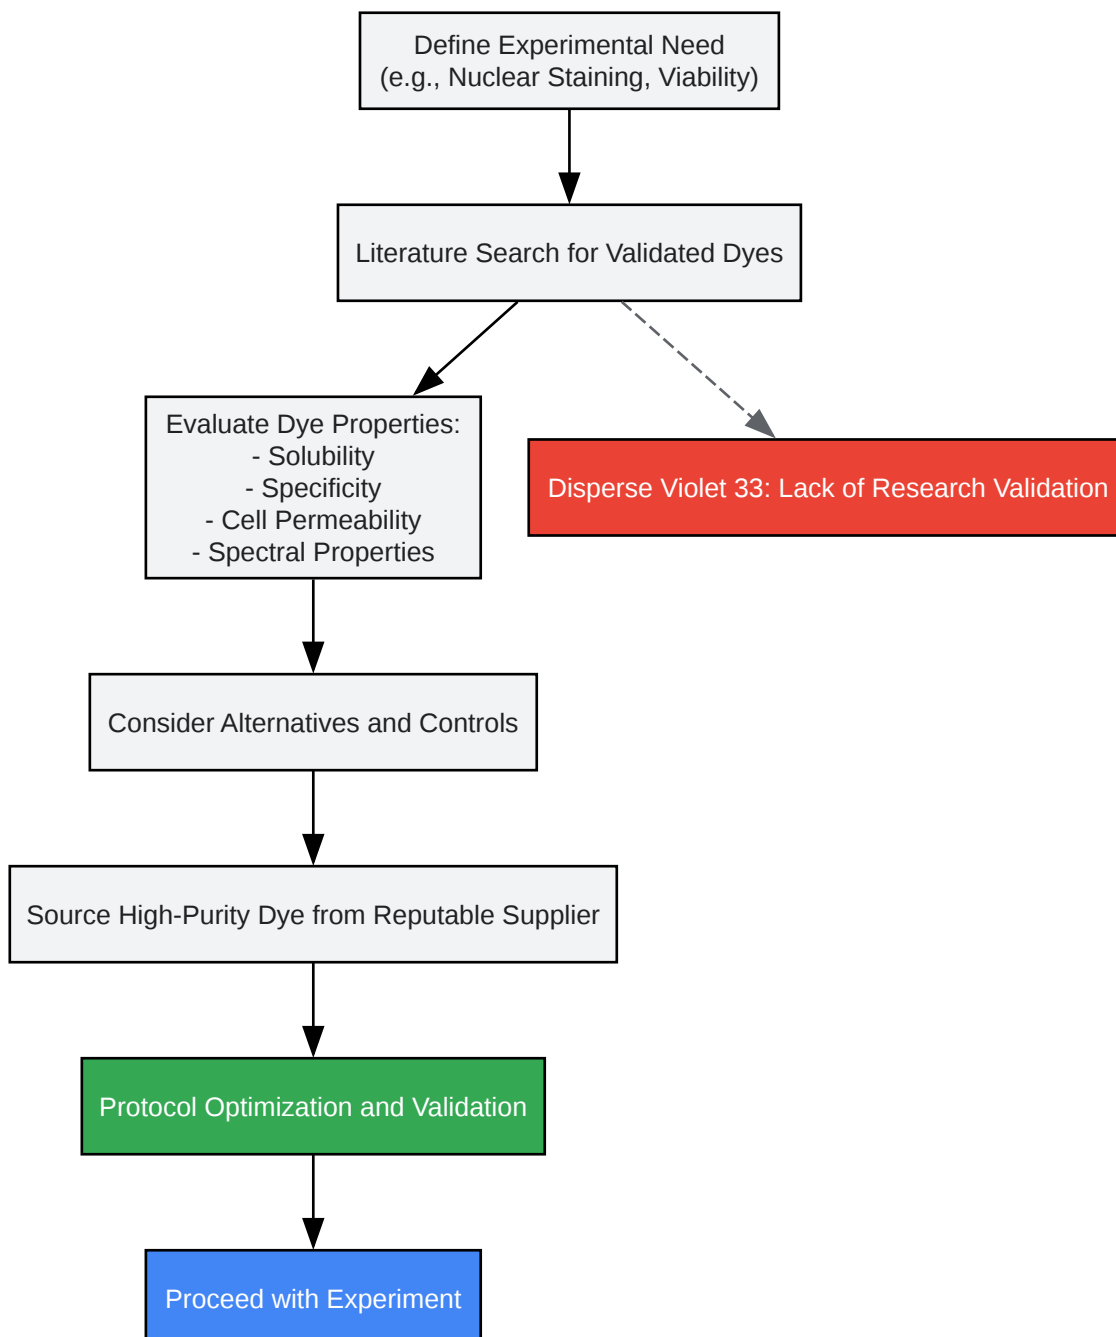 Define Experimental Need
(e.g., Nuclear Staining, Viability)
Literature Search for Validated Dyes
Evaluate Dye Properties:
- Solubility
- Specificity
- Cell Permeability
- Spectral Properties
Disperse Violet 33: Lack of Research Validation
Consider Alternatives and Controls
Source High-Purity Dye from Reputable Supplier
Protocol Optimization and Validation
Proceed with Experiment